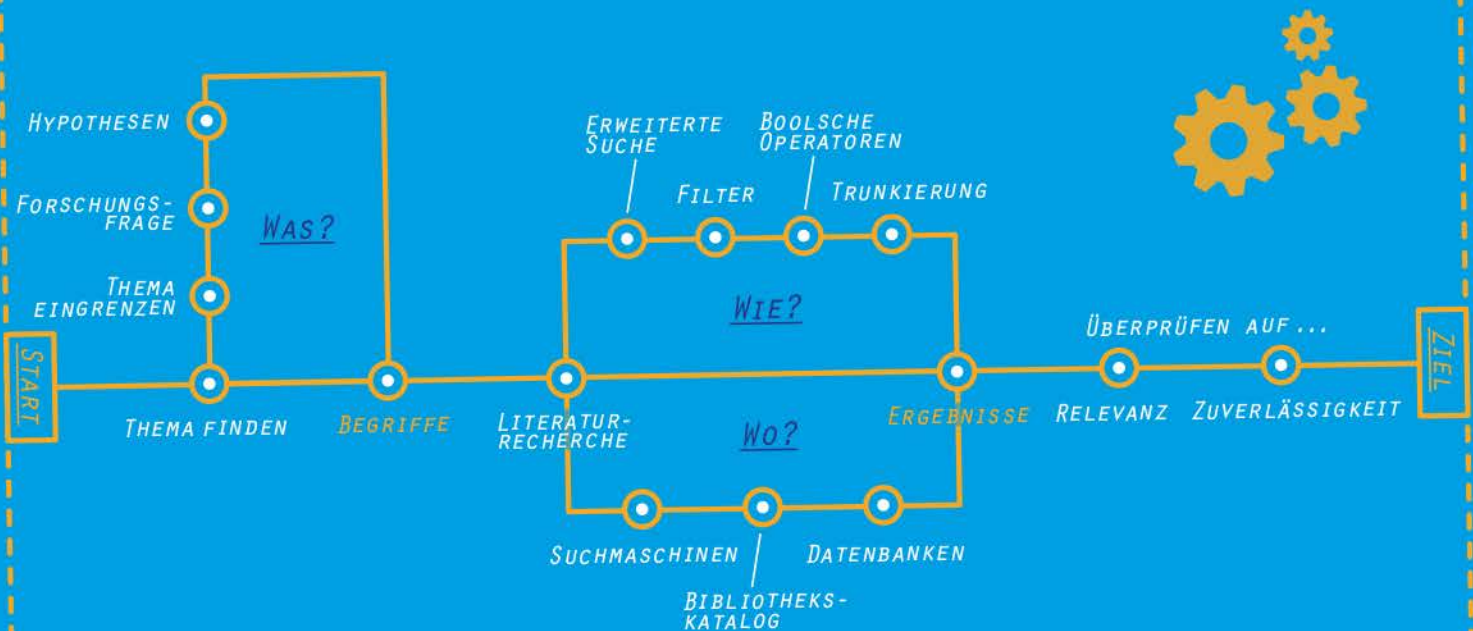 HYPOTHESEN
FORSCHUNGS-
FRAGE
WAS?
THEMA
EINGRENZEN
START
THEMA FINDEN
BEGRIFFE
LITERATUR-
RECHERCHE
ERWEITERTE
SUCHE
FILTER
BOOLSCHE
OPERATOREN
TRUNKIERUNG
WIE?
WO?
SUCHMASCHINEN
BIBLIOTHEKS-
KATALOG
DATENBANKEN
ERGEBNISSE
ÜBERPRÜFEN AUF ...
RELEVANZ
ZUVERLÄSSIGKEIT
ZIEL